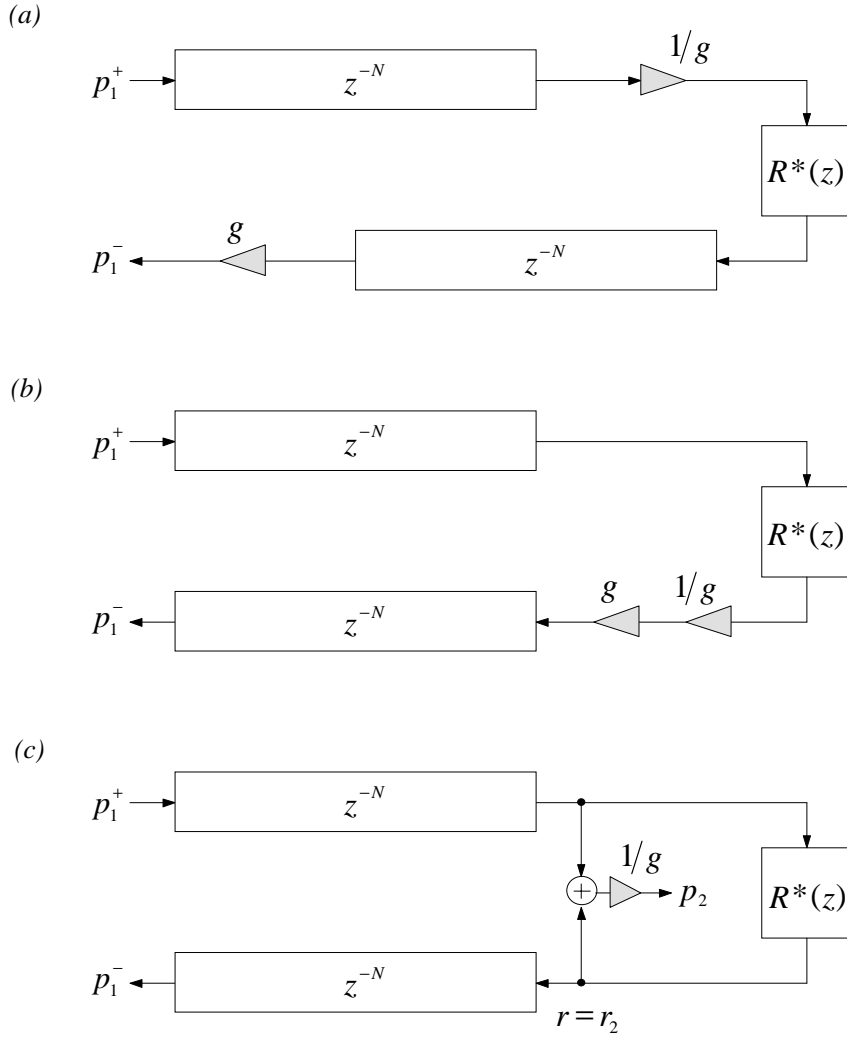 (a)
1/g
p₁⁺
z⁻ᴺ
R*(z)
g
p₁⁻
z⁻ᴺ
(b)
p₁⁺
z⁻ᴺ
R*(z)
g
1/g
p₁⁻
z⁻ᴺ
(c)
p₁⁺
z⁻ᴺ
1/g
+
p₂
R*(z)
p₁⁻
z⁻ᴺ
r = r₂